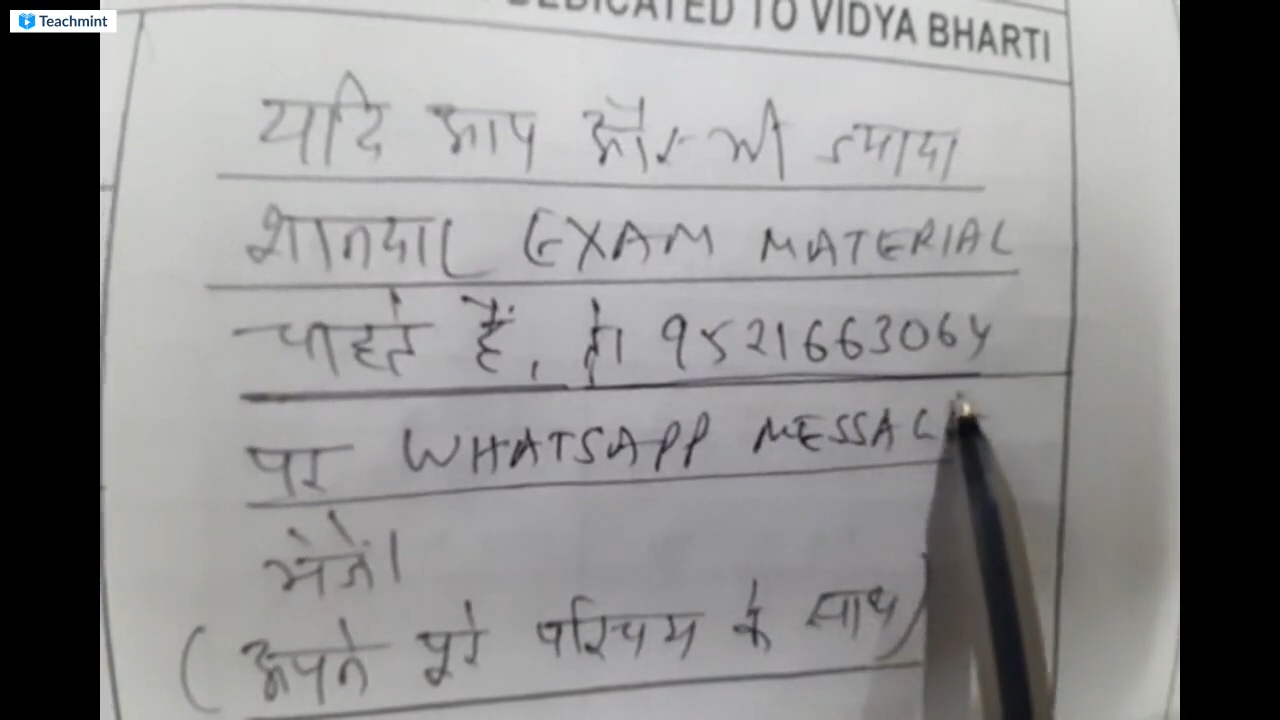 Teachmint
DEDICATED TO VIDYA BHARTI
यदि आप और भी ज्यादा
शानदार EXAM MATERIAL
चाहते हैं, तो 9521663064
पर WHATSAPP MESSAG
भेजें।
(अपने पूरे परिचय के साथ)